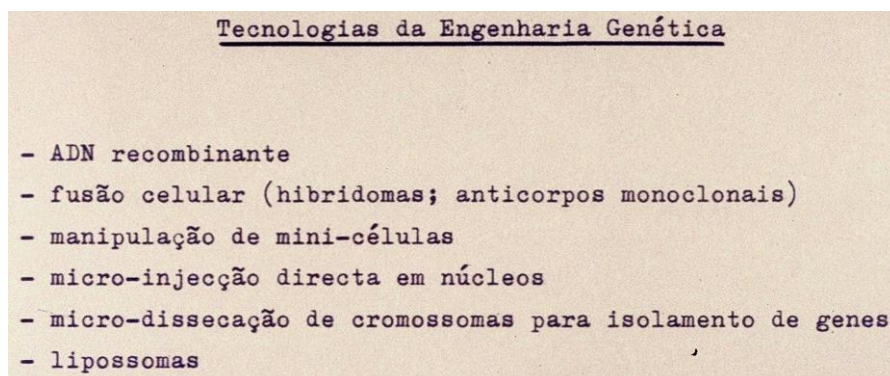 Tecnologias da Engenharia Genética
- ADN recombinante
- fusão celular (hibridomas; anticorpos monoclonais)
- manipulação de mini-células
- micro-injecção directa em núcleos
- micro-dissecação de cromossomas para isolamento de genes
- lipossomas